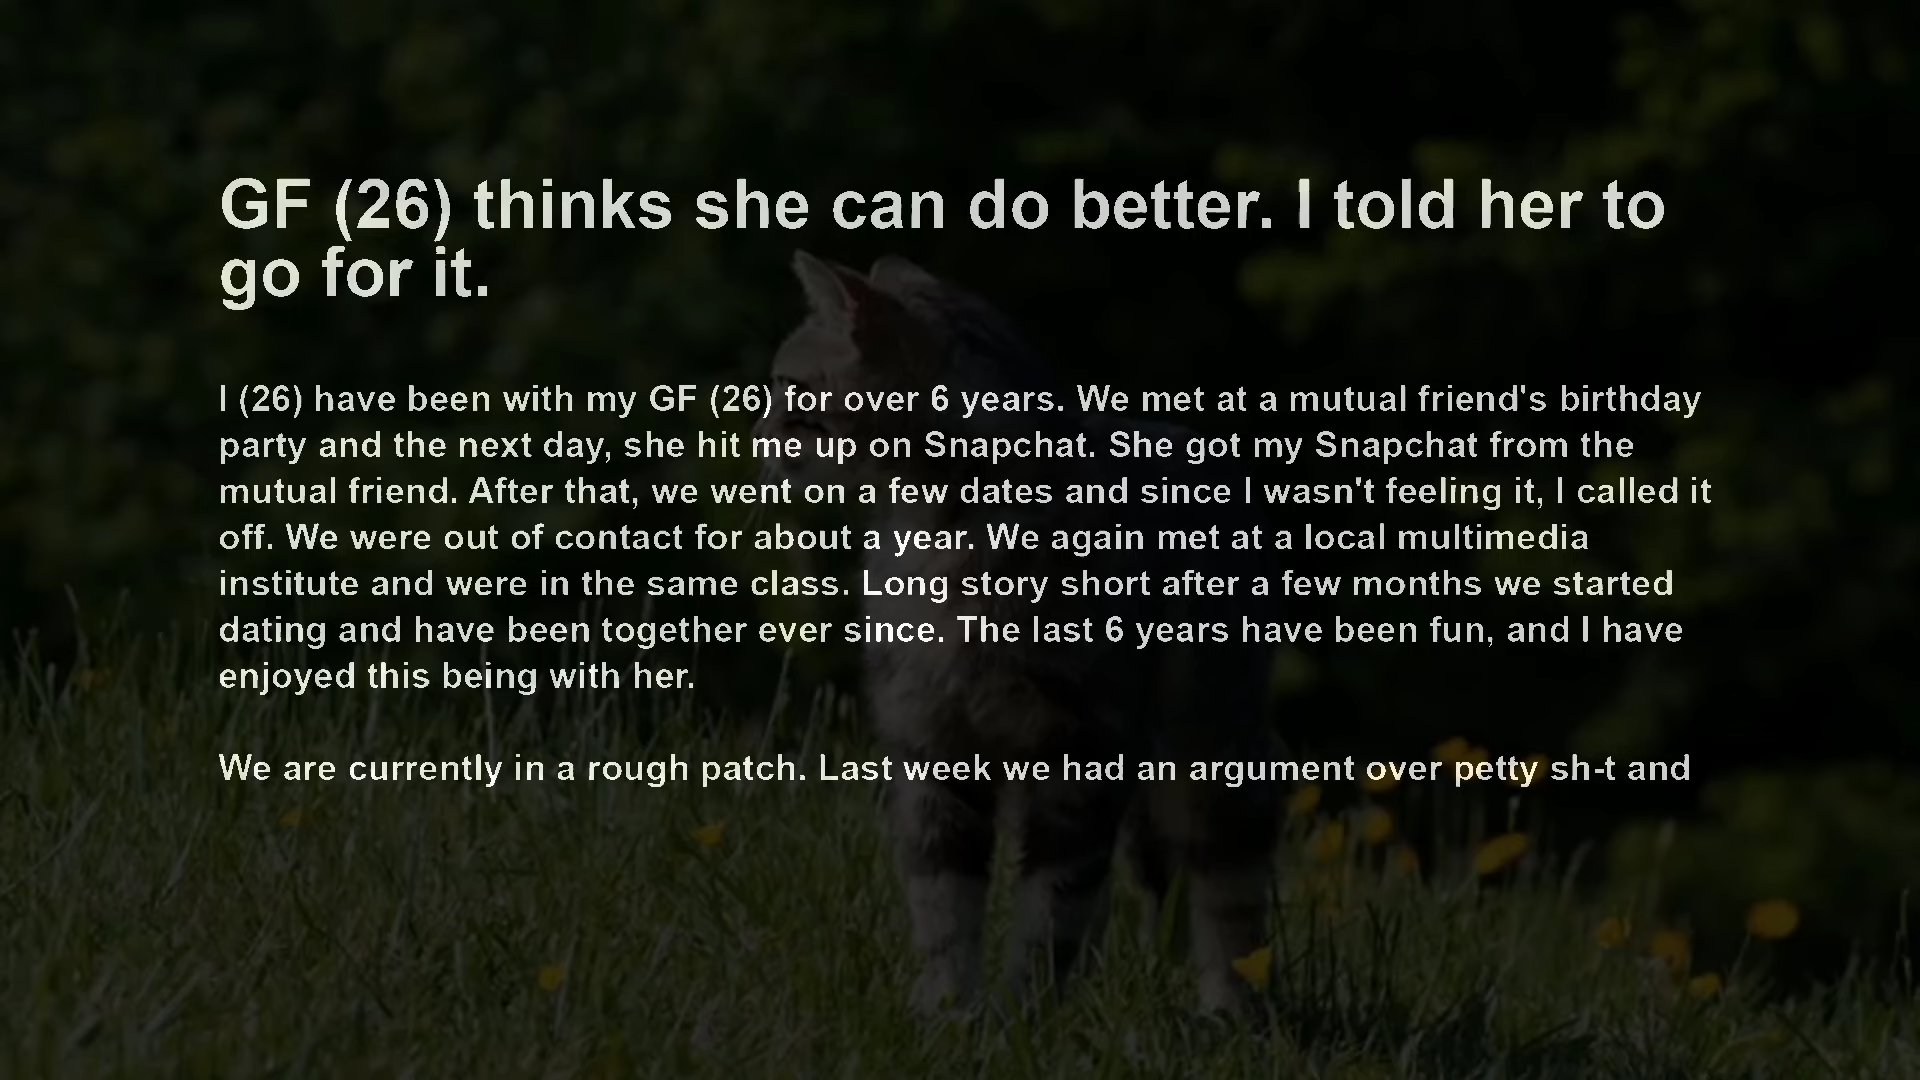 GF (26) thinks she can do better. I told her to
go for it.
I (26) have been with my GF (26) for over 6 years. We met at a mutual friend's birthday
party and the next day, she hit me up on Snapchat. She got my Snapchat from the
mutual friend. After that, we went on a few dates and since I wasn't feeling it, I called it
off. We were out of contact for about a year. We again met at a local multimedia
institute and were in the same class. Long story short after a few months we started
dating and have been together ever since. The last 6 years have been fun, and I have
enjoyed this being with her.
We are currently in a rough patch. Last week we had an argument over petty sh-t and